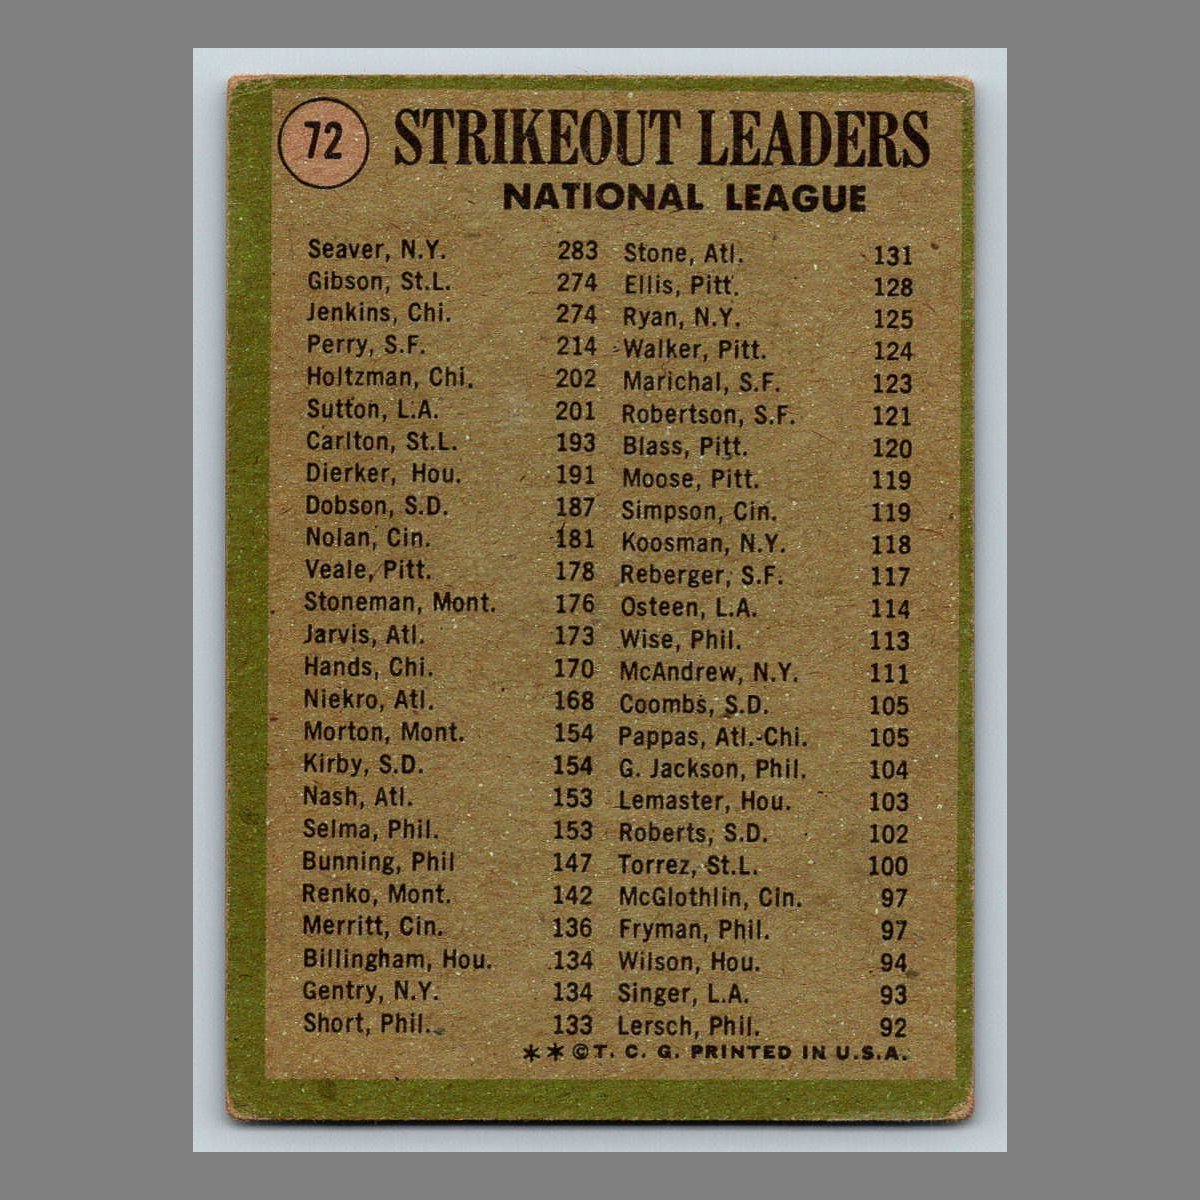 72
STRIKEOUT LEADERS
NATIONAL LEAGUE
Seaver, N.Y. 283
Gibson, St.L. 274
Jenkins, Chi. 274
Perry, S.F. 214
Holtzman, Chi. 202
Sutton, L.A. 201
Carlton, St.L. 193
Dierker, Hou. 191
Dobson, S.D. 187
Nolan, Cin. 181
Veale, Pitt. 178
Stoneman, Mont. 176
Jarvis, Atl. 173
Hands, Chi. 170
Niekro, Atl. 168
Morton, Mont. 154
Kirby, S.D. 154
Nash, Atl. 153
Selma, Phil. 153
Bunning, Phil 147
Renko, Mont. 142
Merritt, Cin. 136
Billingham, Hou. 134
Gentry, N.Y. 134
Short, Phil. 133
Stone, Atl. 131
Ellis, Pitt. 128
Ryan, N.Y. 125
Walker, Pitt. 124
Marichal, S.F. 123
Robertson, S.F. 121
Blass, Pitt. 120
Moose, Pitt. 119
Simpson, Cin. 119
Koosman, N.Y. 118
Reberger, S.F. 117
Osteen, L.A. 114
Wise, Phil. 113
McAndrew, N.Y. 111
Coombs, S.D. 105
Pappas, Atl.-Chi. 105
G. Jackson, Phil. 104
Lemaster, Hou. 103
Roberts, S.D. 102
Torrez, St.L. 100
McGlothlin, Cin. 97
Fryman, Phil. 97
Wilson, Hou. 94
Singer, L.A. 93
Lersch, Phil. 92
✶✶©T. C. G. PRINTED IN U.S.A.